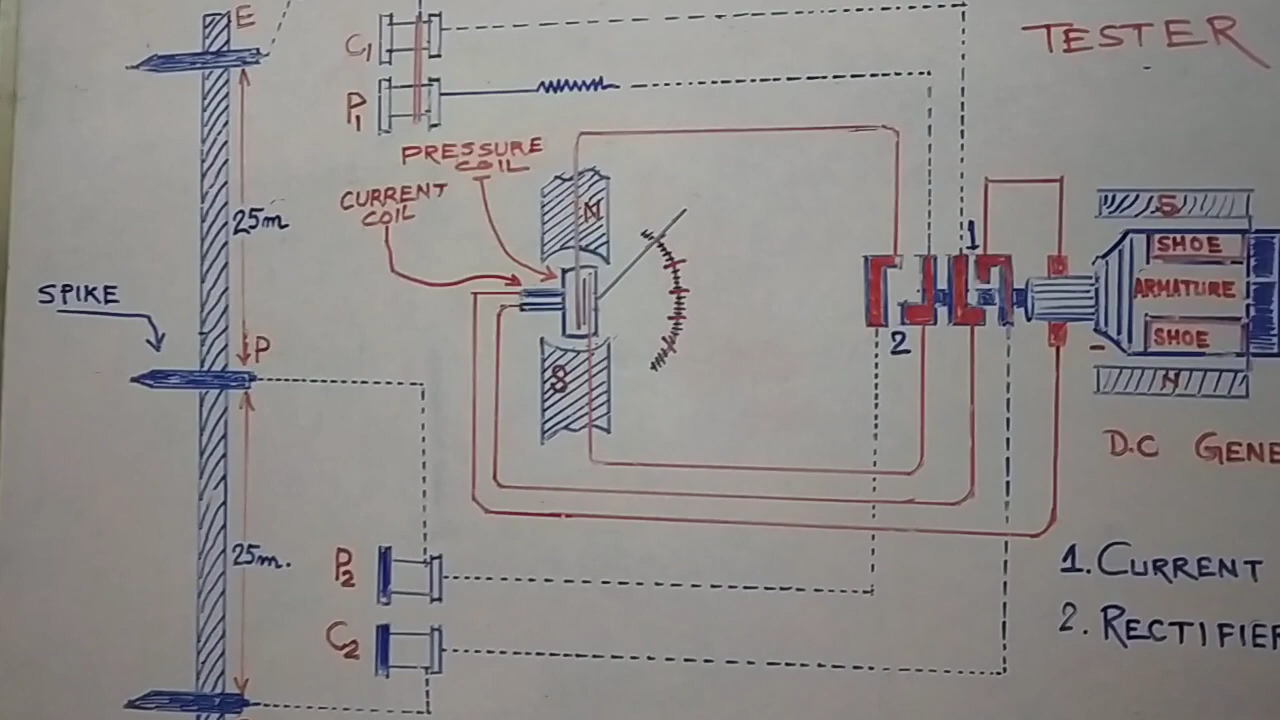 E
C1
P1
TESTER
PRESSURE
COIL
CURRENT
COIL
25m
N
1
S
SHOE
ARMATURE
SHOE
SPIKE
P
2
S
N
D.C GENE
25m.
P2
C2
1. CURRENT
2. RECTIFIER